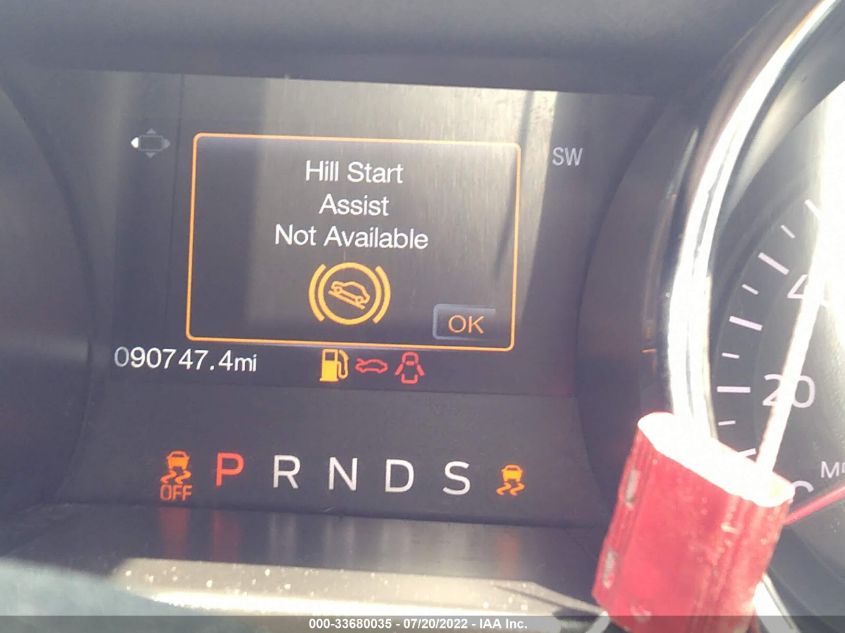 Hill Start
SW
Assist
Not Available
OK
090747.4mi
OFF
P R N D S
20
000-33680035 - 07/20/2022 - IAA Inc.